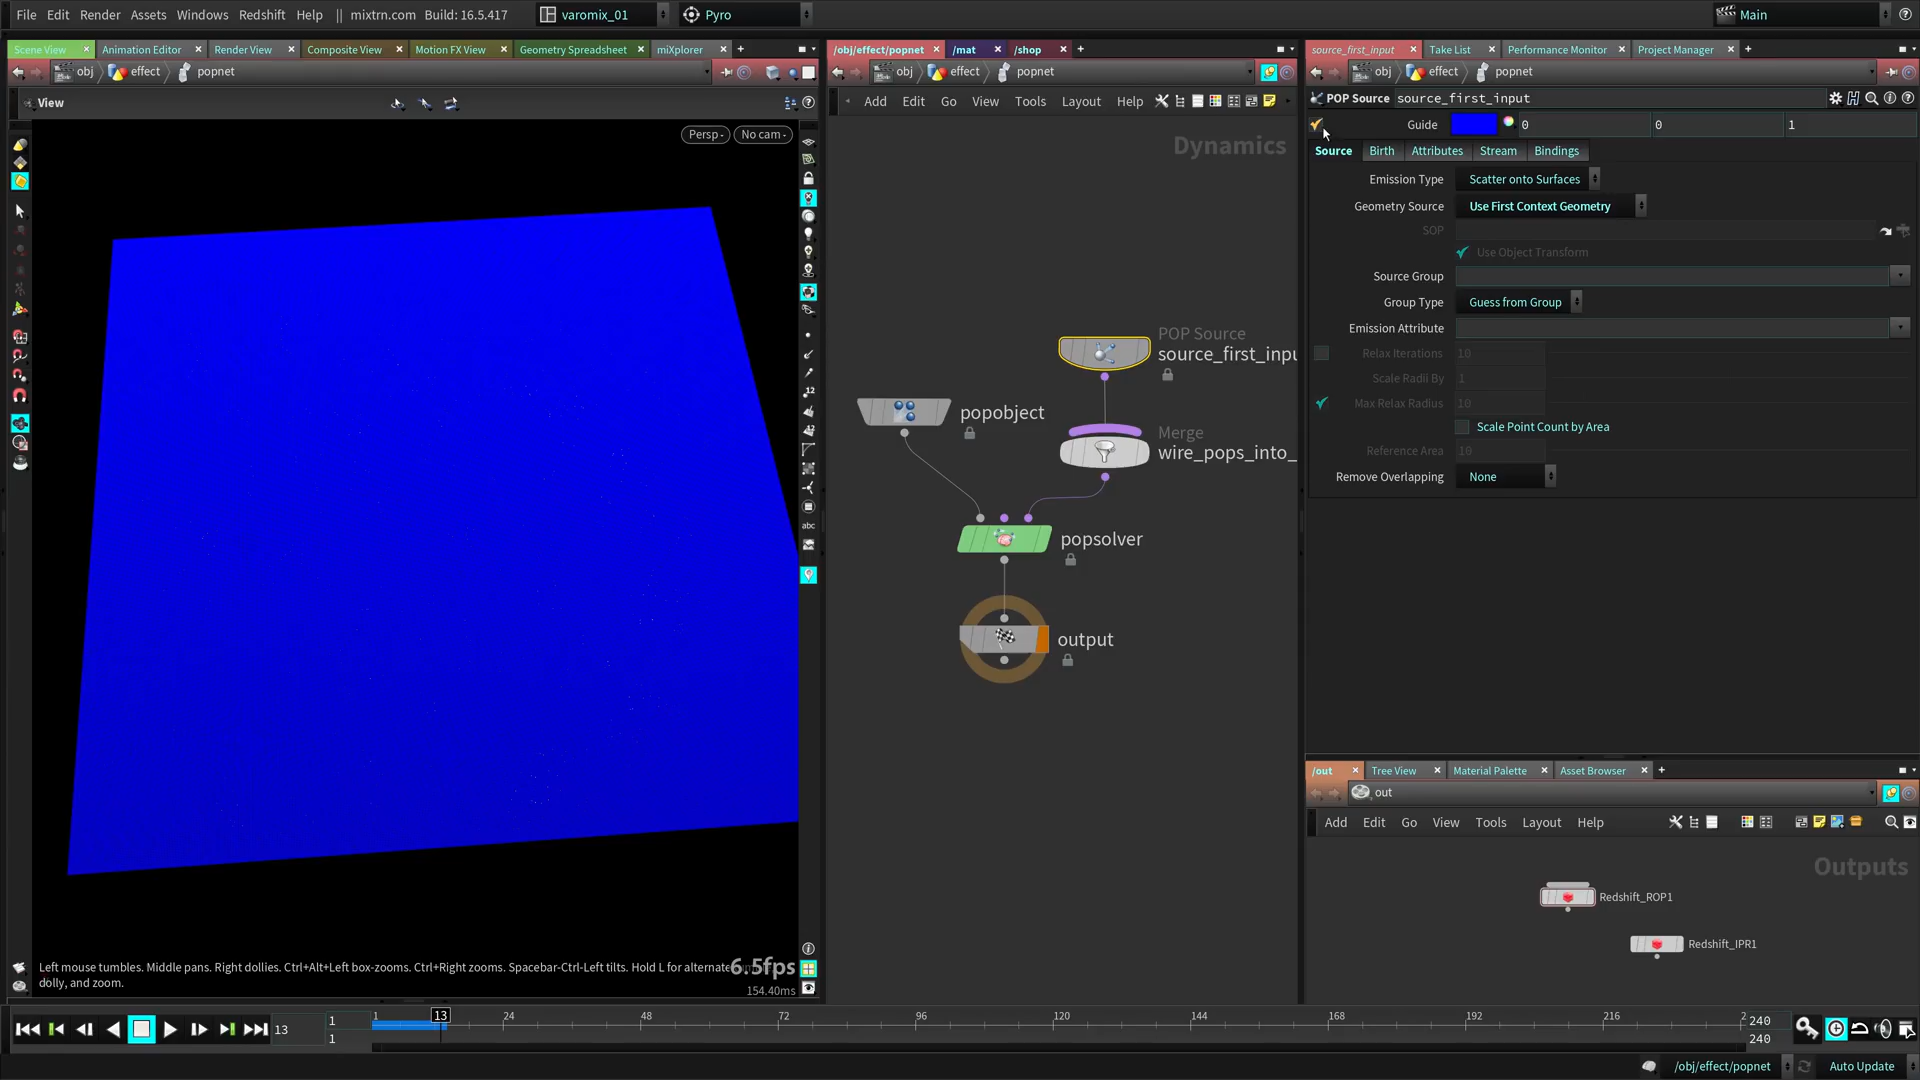 File Edit Render Assets Windows Redshift Help || mixtrn.com Build: 16.5.417 varomix_01 Pyro Main
Scene View Animation Editor Render View Composite View Motion FX View Geometry Spreadsheet miXplorer
obj effect popnet
View
Persp No cam
12
abc
Left mouse tumbles. Middle pans. Right dollies. Ctrl+Alt+Left box-zooms. Ctrl+Right zooms. Spacebar-Ctrl-Left tilts. Hold L for alternate
dolly, and zoom.
6.5fps
154.40ms
/obj/effect/popnet /mat /shop
obj effect popnet
Add Edit Go View Tools Layout Help
Dynamics
POP Source
source_first_inpu
popobject
Merge
wire_pops_into_
popsolver
output
source_first_input Take List Performance Monitor Project Manager
obj effect popnet
POP Source source_first_input
Guide 0 0 1
Source Birth Attributes Stream Bindings
Emission Type Scatter onto Surfaces
Geometry Source Use First Context Geometry
SOP
Use Object Transform
Source Group
Group Type Guess from Group
Emission Attribute
Relax Iterations 10
Scale Radii By 1
Max Relax Radius 10
Scale Point Count by Area
Reference Area 10
Remove Overlapping None
/out Tree View Material Palette Asset Browser
out
Add Edit Go View Tools Layout Help
Outputs
Redshift_ROP1
Redshift_IPR1
13 1 1 1 13 24 48 72 96 120 144 168 192 216 2 240 240
/obj/effect/popnet Auto Update